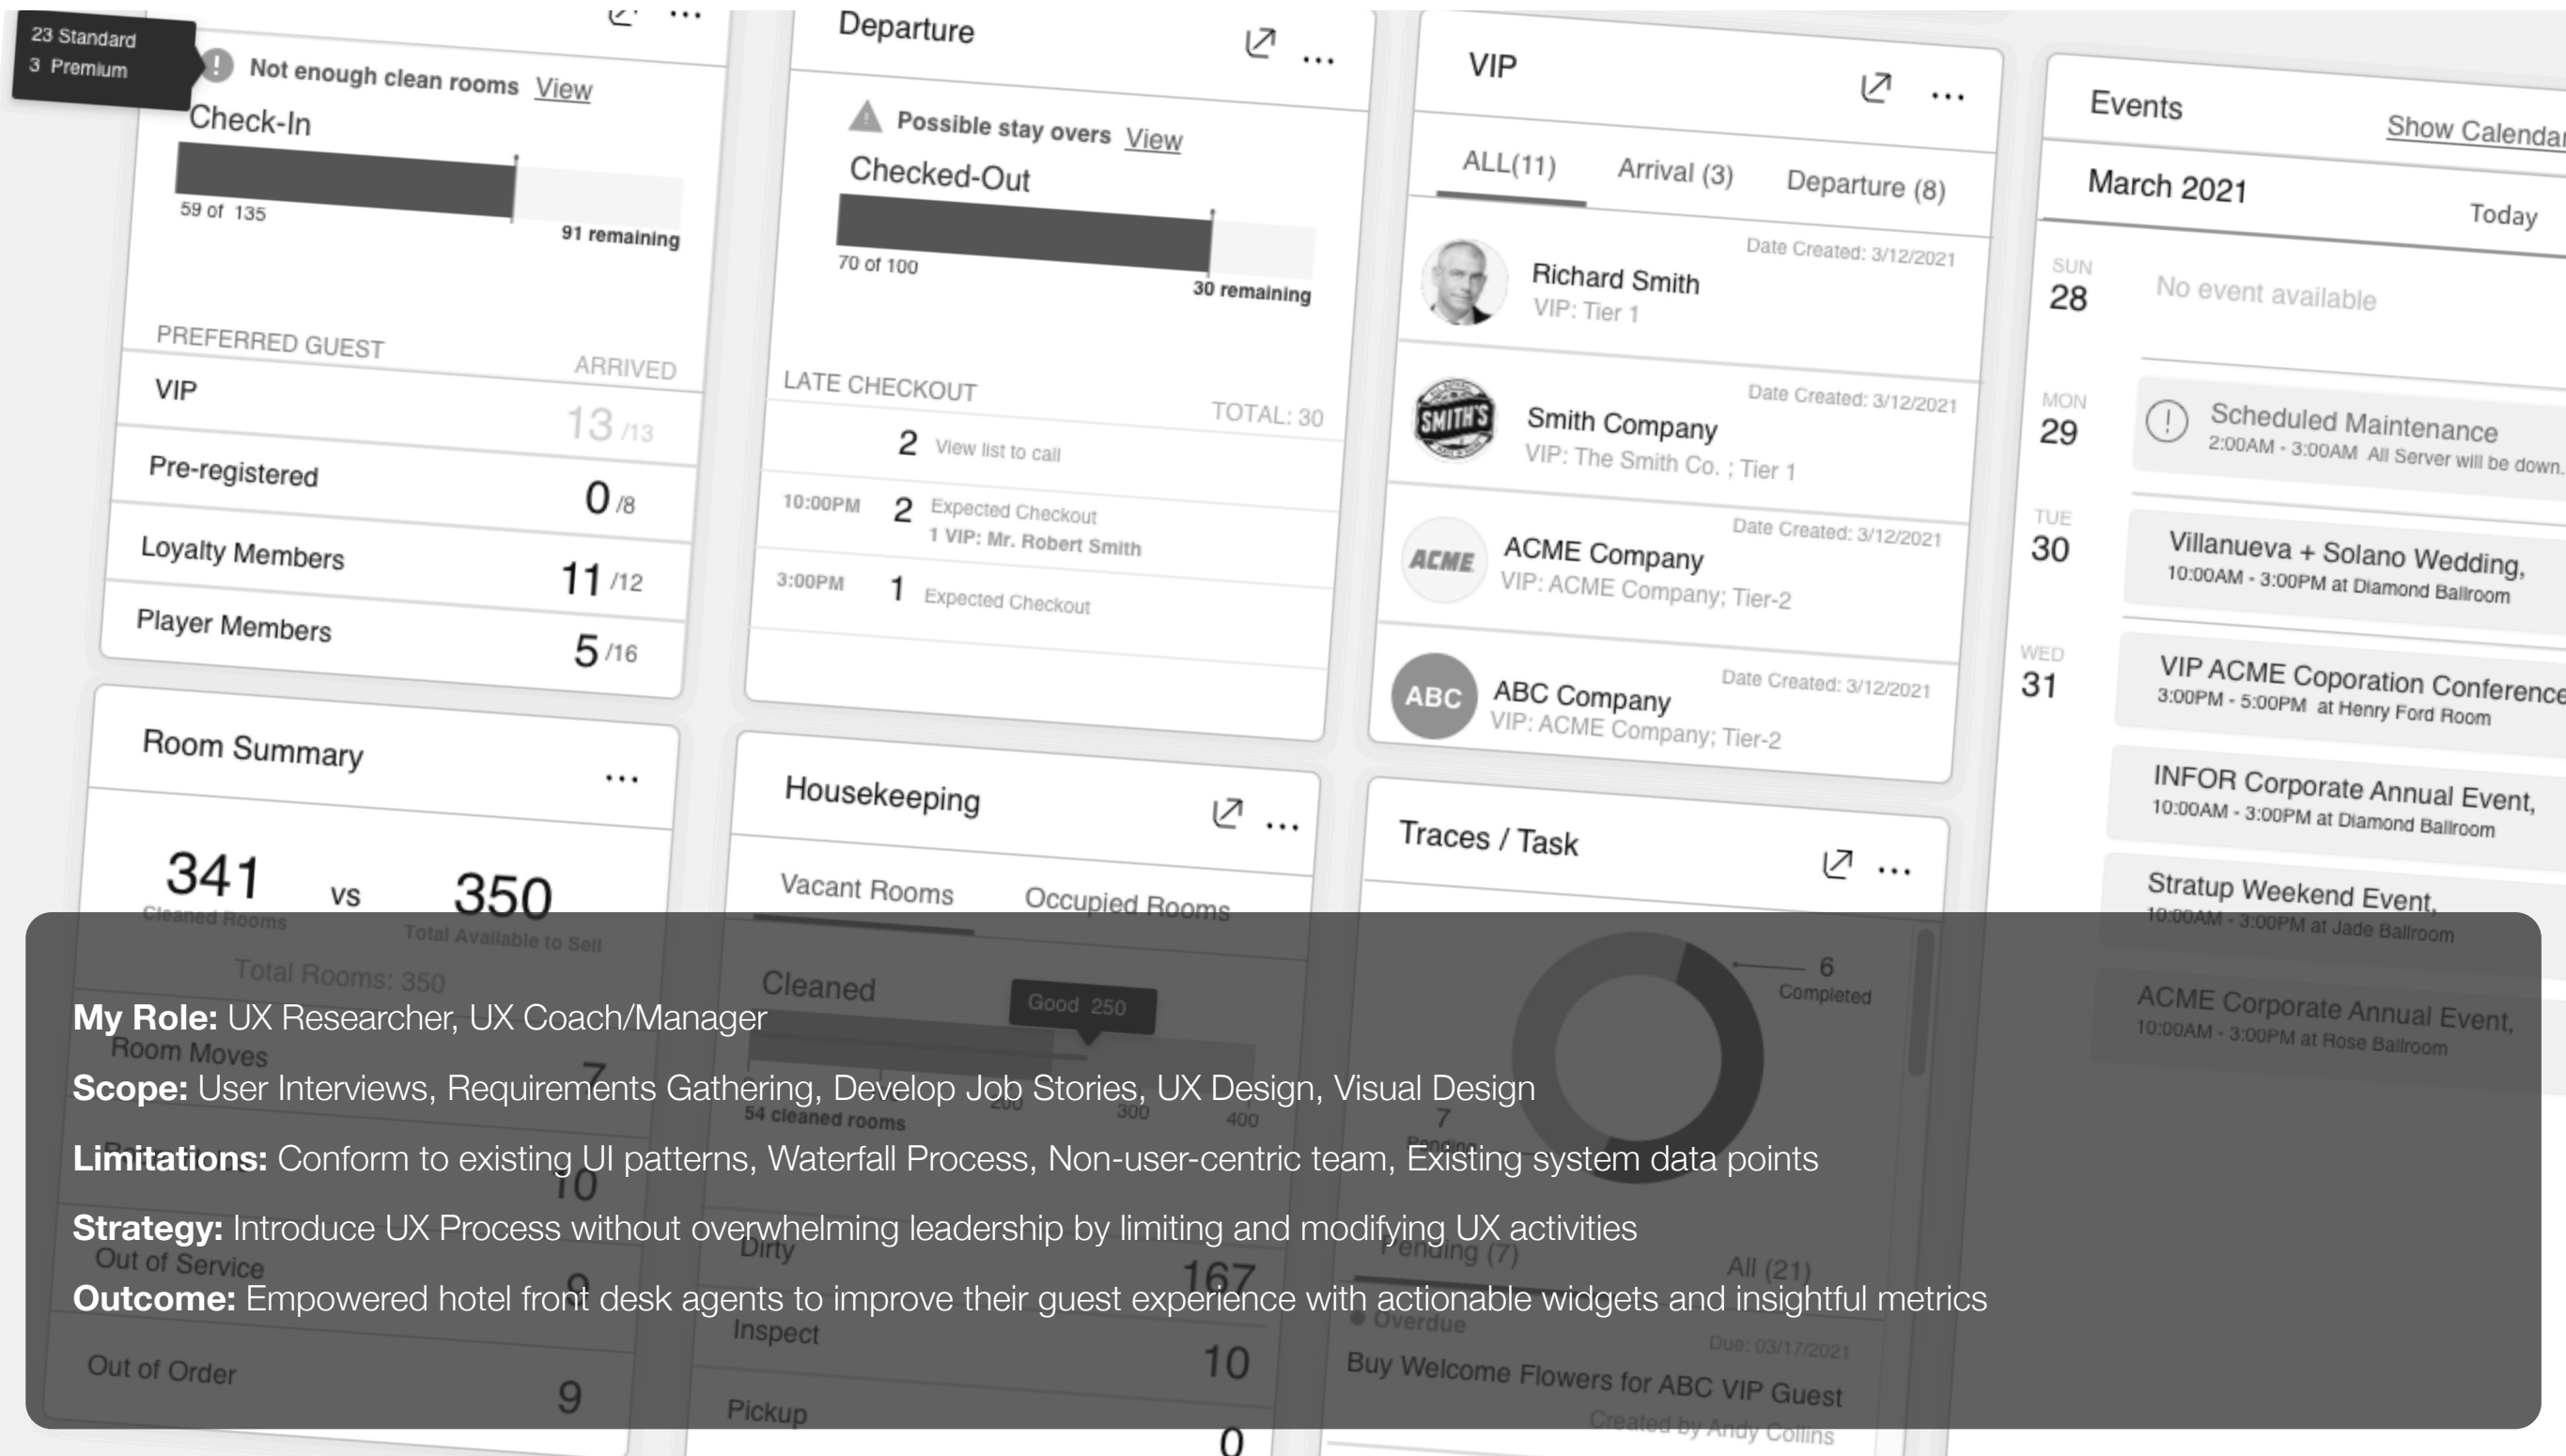 23 Standard
3 Premium
Not enough clean rooms View
Check-In
59 of 135
91 remaining
PREFERRED GUEST ARRIVED
VIP 13 /13
Pre-registered 0 /8
Loyalty Members 11 /12
Player Members 5 /16
Departure
Possible stay overs View
Checked-Out
70 of 100
30 remaining
LATE CHECKOUT TOTAL: 30
2 View list to call
10:00PM 2 Expected Checkout
1 VIP: Mr. Robert Smith
3:00PM 1 Expected Checkout
VIP
ALL(11) Arrival (3) Departure (8)
Date Created: 3/12/2021
Richard Smith
VIP: Tier 1
Date Created: 3/12/2021
SMITH'S
Smith Company
VIP: The Smith Co. ; Tier 1
Date Created: 3/12/2021
ACME
ACME Company
VIP: ACME Company; Tier-2
Date Created: 3/12/2021
ABC
ABC Company
VIP: ACME Company; Tier-2
Events Show Calendar
March 2021 Today
SUN
28
No event available
MON
29
Scheduled Maintenance
2:00AM - 3:00AM All Server will be down.
TUE
30
Villanueva + Solano Wedding,
10:00AM - 3:00PM at Diamond Ballroom
WED
31
VIP ACME Coporation Conference
3:00PM - 5:00PM at Henry Ford Room
INFOR Corporate Annual Event,
10:00AM - 3:00PM at Diamond Ballroom
Stratup Weekend Event,
10:00AM - 3:00PM at Jade Ballroom
ACME Corporate Annual Event,
10:00AM - 3:00PM at Rose Ballroom
Room Summary
341 vs 350
Cleaned Rooms Total Available to Sell
Total Rooms: 350
Room Moves 7
10
Out of Service 9
Out of Order 9
Housekeeping
Vacant Rooms Occupied Rooms
Cleaned
Good 250
200 300 400
54 cleaned rooms
Dirty 167
Inspect 10
Pickup 0
Traces / Task
6
Completed
7
Pending
Pending (7) All (21)
Overdue
Due: 03/17/2021
Buy Welcome Flowers for ABC VIP Guest
Created by Andy Collins
My Role: UX Researcher, UX Coach/Manager
Scope: User Interviews, Requirements Gathering, Develop Job Stories, UX Design, Visual Design
Limitations: Conform to existing UI patterns, Waterfall Process, Non-user-centric team, Existing system data points
Strategy: Introduce UX Process without overwhelming leadership by limiting and modifying UX activities
Outcome: Empowered hotel front desk agents to improve their guest experience with actionable widgets and insightful metrics